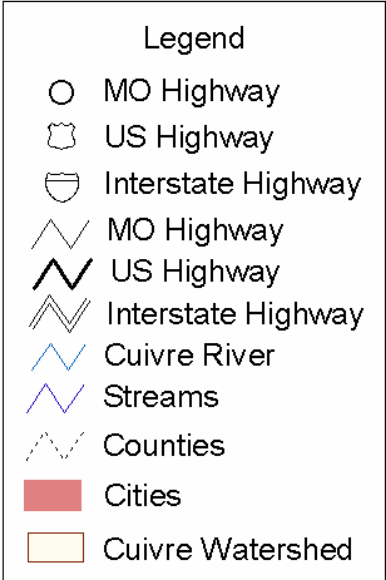 Legend
MO Highway
US Highway
Interstate Highway
MO Highway
US Highway
Interstate Highway
Cuivre River
Streams
Counties
Cities
Cuivre Watershed